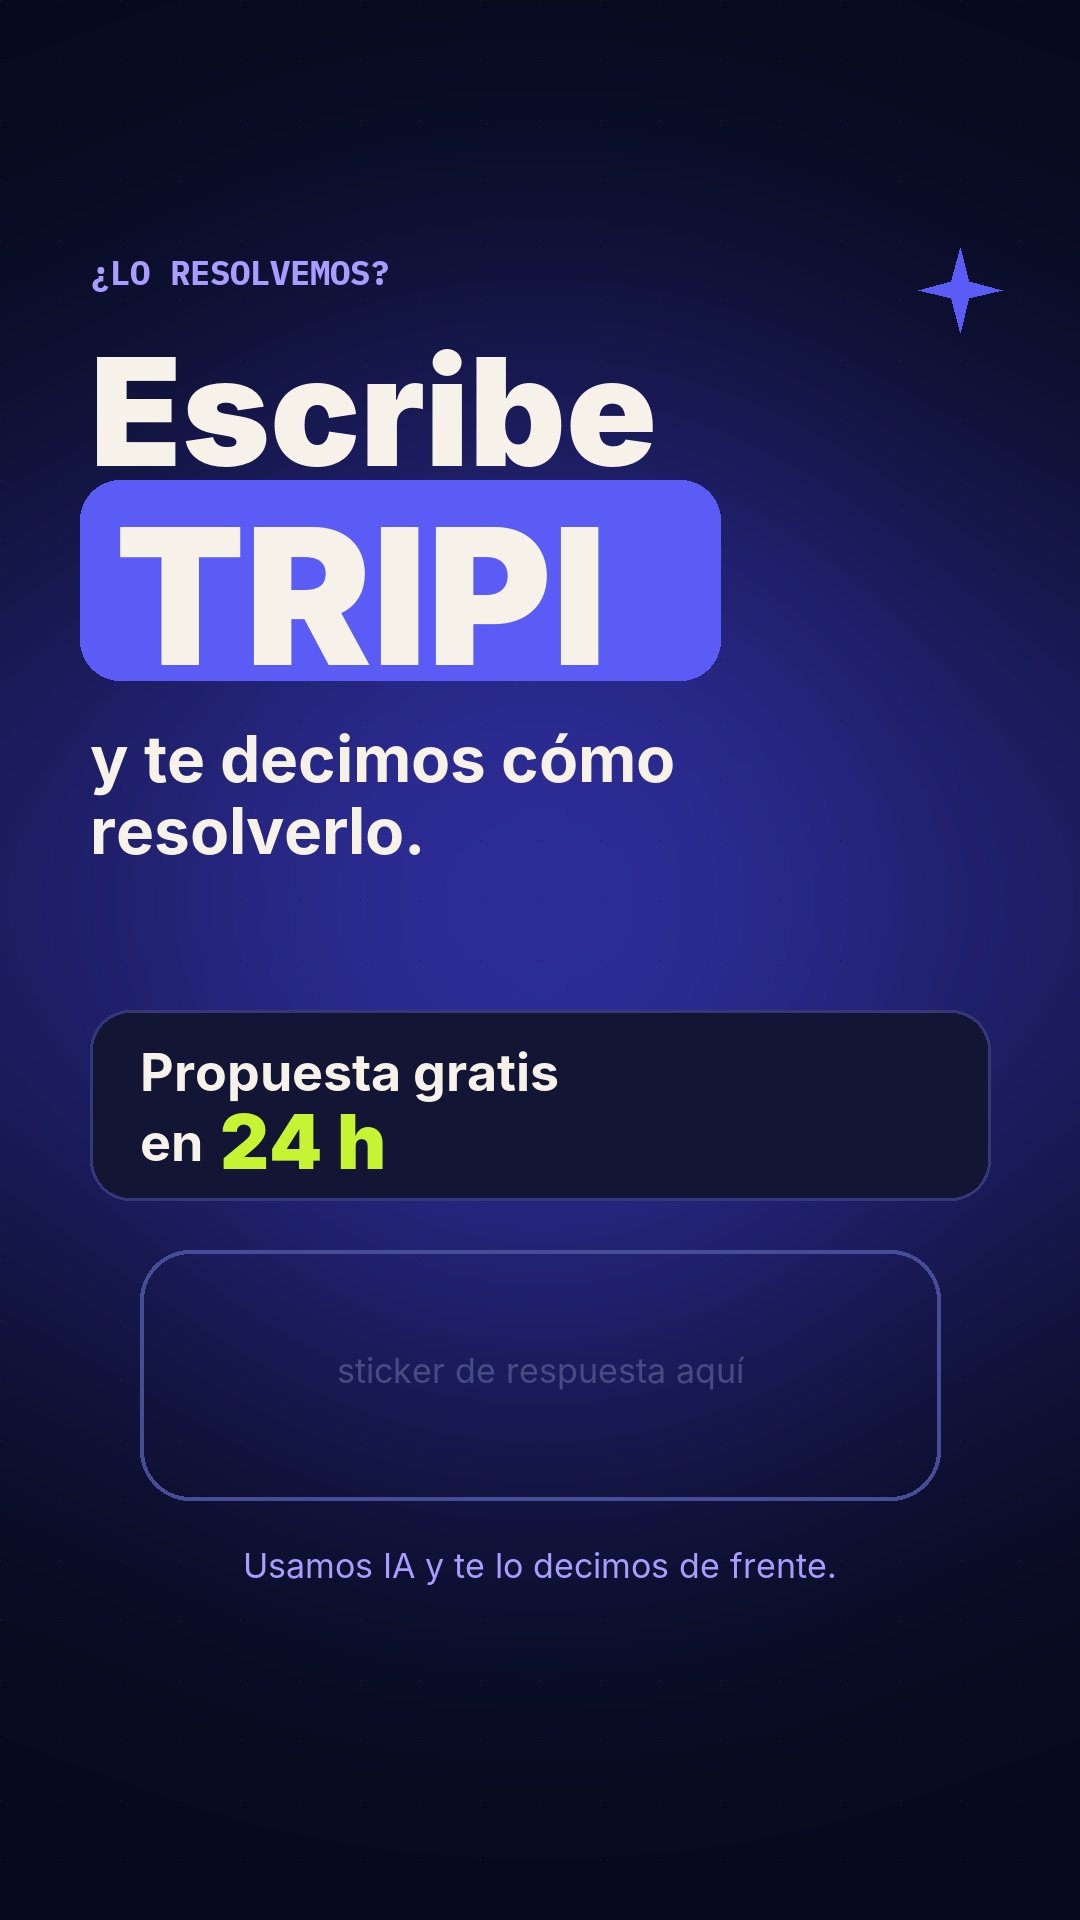 ¿LO RESOLVEMOS?
Escribe
TRIPI
y te decimos cómo
resolverlo.
Propuesta gratis
en 24 h
sticker de respuesta aquí
Usamos IA y te lo decimos de frente.